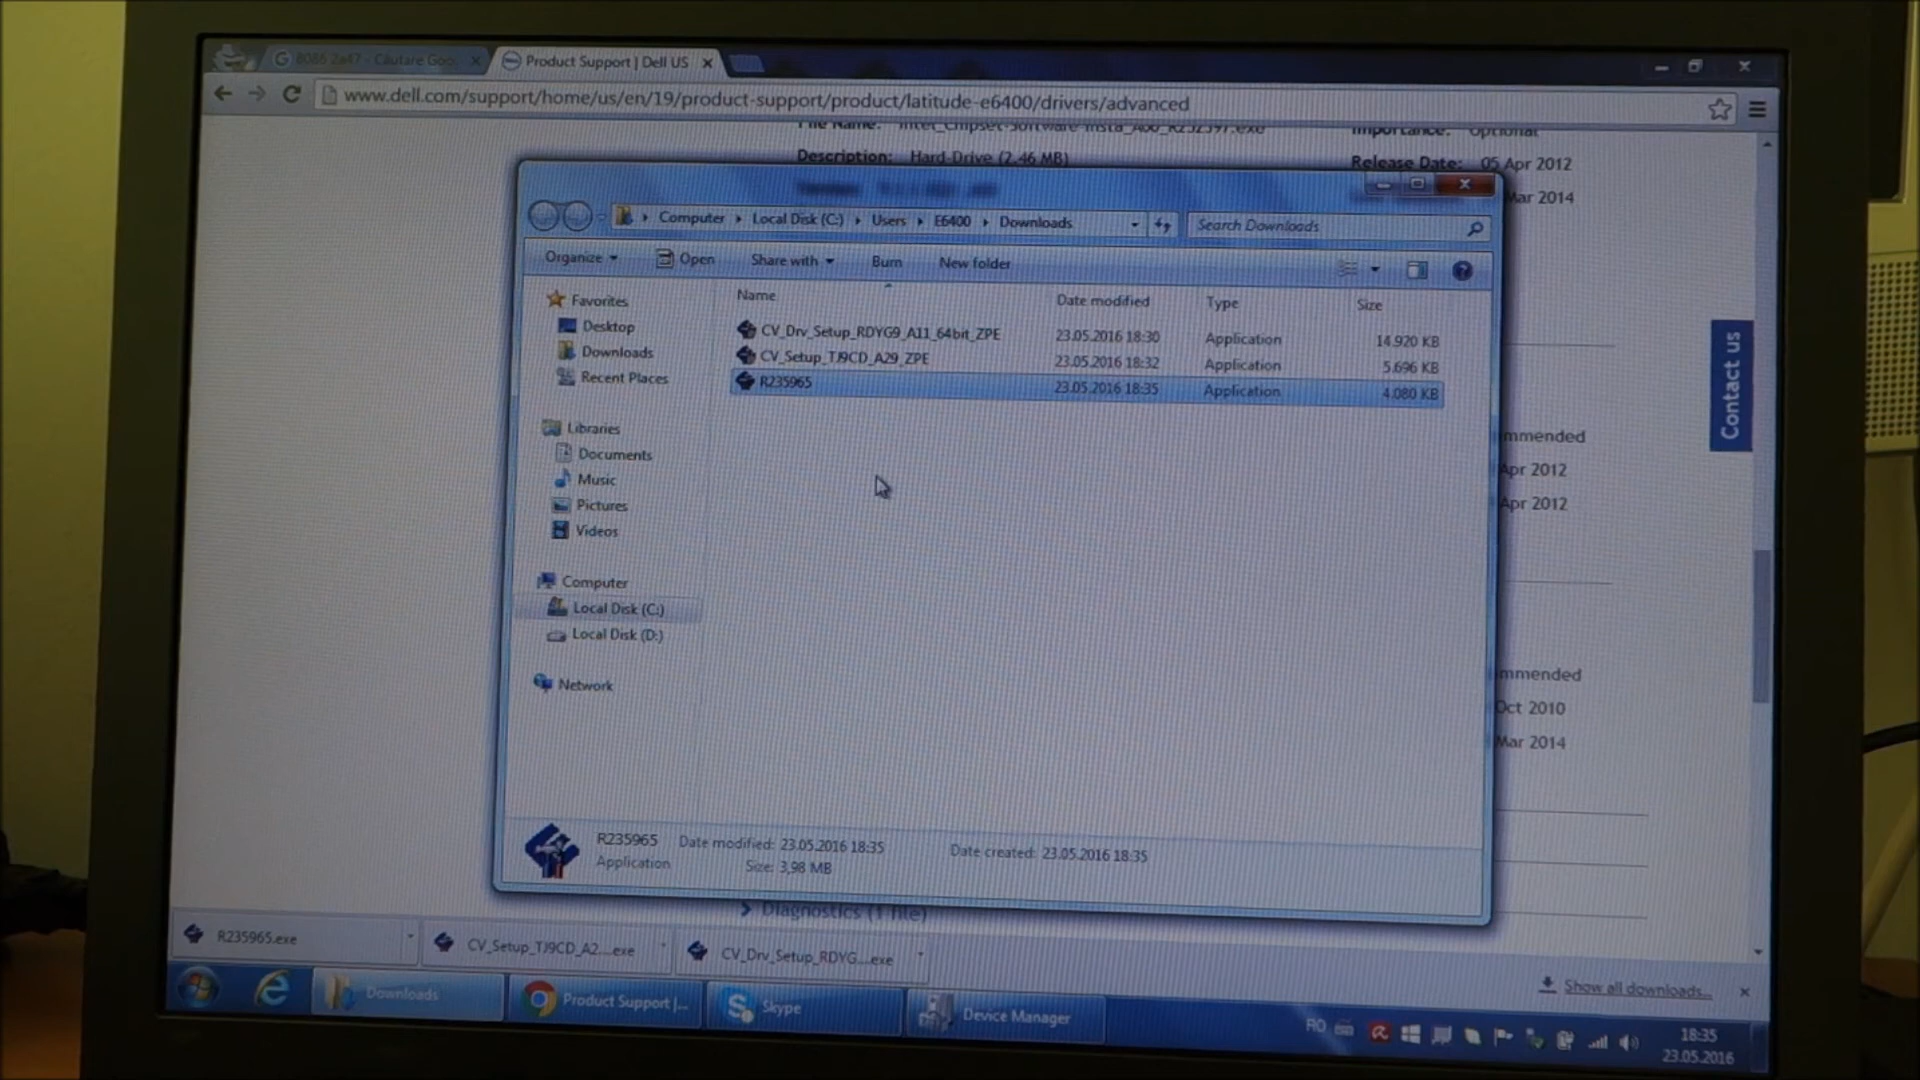 8086 2a47 - Căutare Goo
Product Support | Dell US
www.dell.com/support/home/us/en/19/product-support/product/latitude-e6400/drivers/advanced
File Name:
Importance: Optional
Description: Hard-Drive (2.46 MB)
Release Date: 05 Apr 2012
Mar 2014
Computer Local Disk (C:) Users E6400 Downloads
Search Downloads
Organize
Open
Share with
Burn
New folder
Favorites
Desktop
Downloads
Recent Places
Libraries
Documents
Music
Pictures
Videos
Computer
Local Disk (C:)
Local Disk (D:)
Network
Name Date modified Type Size
CV_Drv_Setup_RDYG9_A11_64bit_ZPE 23.05.2016 18:30 Application 14.920 KB
CV_Setup_TJ9CD_A29_ZPE 23.05.2016 18:32 Application 5.696 KB
R235965 23.05.2016 18:35 Application 4.080 KB
Contact us
mmended
Apr 2012
Apr 2012
mmended
Oct 2010
Mar 2014
R235965 Date modified: 23.05.2016 18:35 Date created: 23.05.2016 18:35
Application Size: 3,98 MB
Diagnostics (1 file)
R235965.exe
CV_Setup_TJ9CD_A2....exe
CV_Drv_Setup_RDYG....exe
Show all downloads...
Downloads
Product Support |...
Skype
Device Manager
RO
18:35
23.05.2016